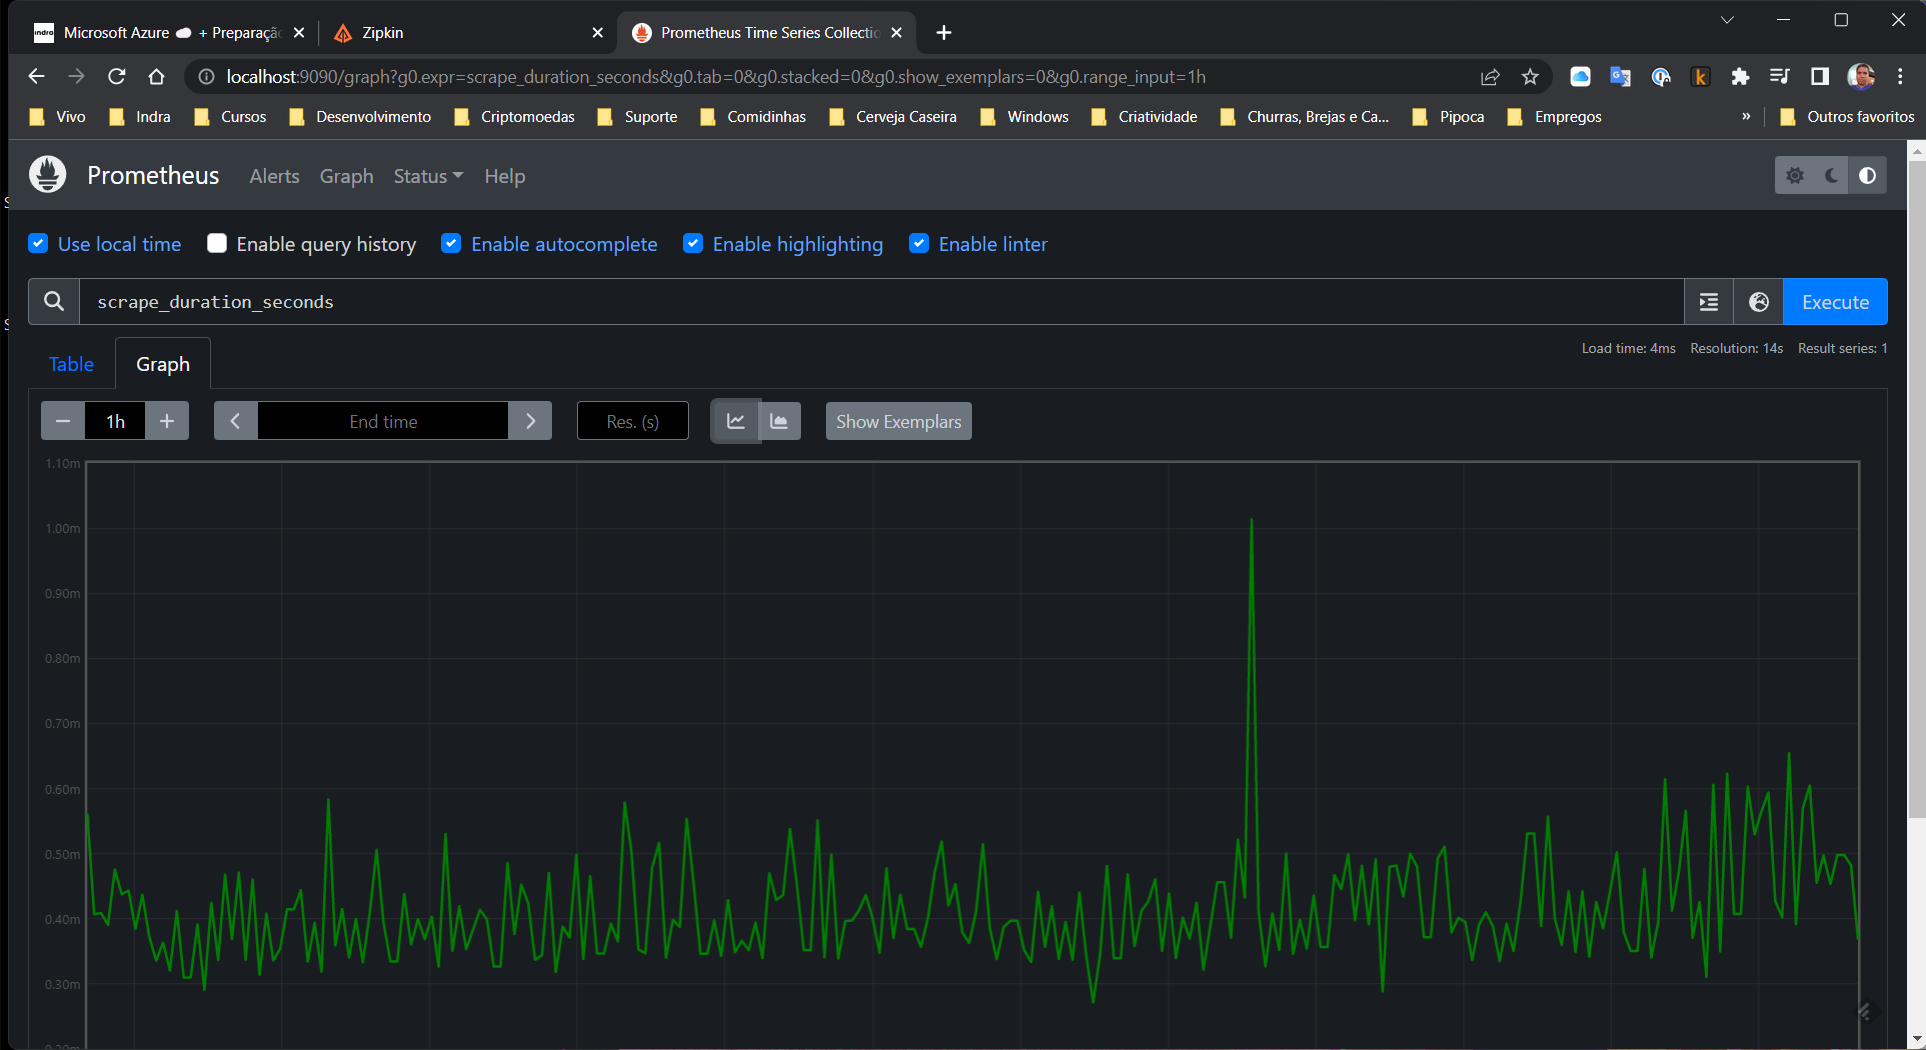 indra Microsoft Azure + Preparaçã
Zipkin
Prometheus Time Series Collectio
localhost:9090/graph?g0.expr=scrape_duration_seconds&g0.tab=0&g0.stacked=0&g0.show_exemplars=0&g0.range_input=1h
Vivo Indra Cursos Desenvolvimento Criptomoedas Suporte Comidinhas Cerveja Caseira Windows Criatividade Churras, Brejas e Ca... Pipoca Empregos » Outros favoritos
Prometheus Alerts Graph Status Help
Use local time Enable query history Enable autocomplete Enable highlighting Enable linter
scrape_duration_seconds
Execute
Table Graph
Load time: 4ms Resolution: 14s Result series: 1
1h End time Res. (s) Show Exemplars
1.10m
1.00m
0.90m
0.80m
0.70m
0.60m
0.50m
0.40m
0.30m
0.20m